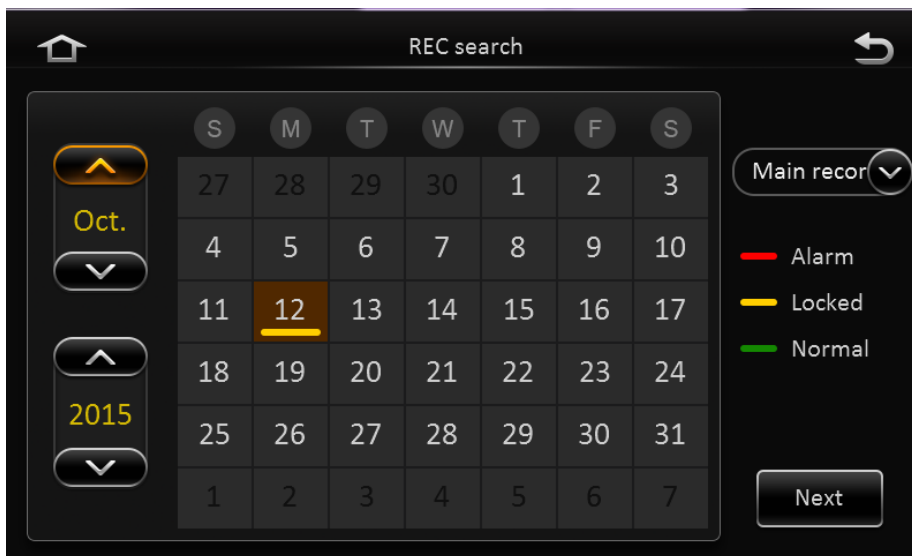 REC search
S M T W T F S
27 28 29 30 1 2 3
Oct.
4 5 6 7 8 9 10
11 12 13 14 15 16 17
18 19 20 21 22 23 24
2015
25 26 27 28 29 30 31
1 2 3 4 5 6 7
Main recor
Alarm
Locked
Normal
Next